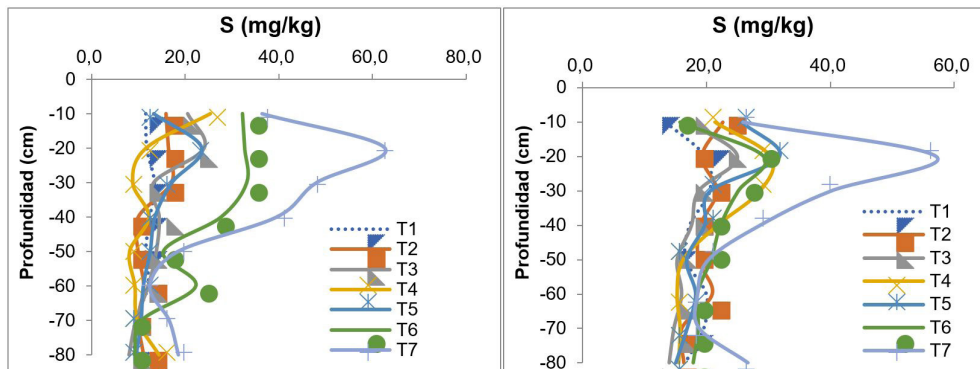 S (mg/kg)
0,0 20,0 40,0 60,0 80,0
Profundidad (cm)
0
-10
-20
-30
-40
-50
-60
-70
-80
T1
T2
T3
T4
T5
T6
T7
S (mg/kg)
0,0 20,0 40,0 60,0
Profundidad (cm)
0
-10
-20
-30
-40
-50
-60
-70
-80
T1
T2
T3
T4
T5
T6
T7